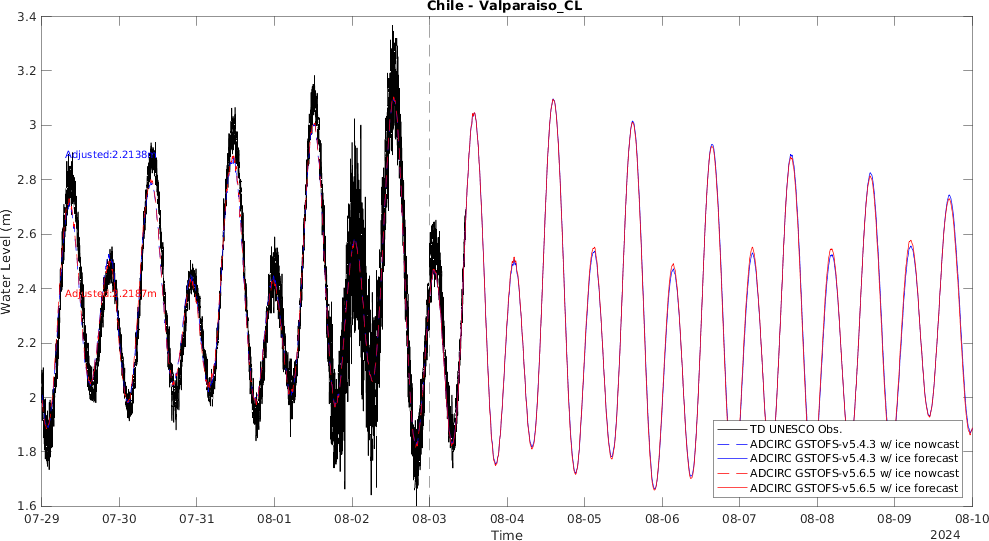 Chile - Valparaiso_CL
3.4
3.2
3
2.8
2.6
2.4
2.2
2
1.8
1.6
Water Level (m)
Adjusted:2.2138m
Adjusted:2.2187m
TD UNESCO Obs.
ADCIRC GSTOFS-v5.4.3 w/ ice nowcast
ADCIRC GSTOFS-v5.4.3 w/ ice forecast
ADCIRC GSTOFS-v5.6.5 w/ ice nowcast
ADCIRC GSTOFS-v5.6.5 w/ ice forecast
07-29 07-30 07-31 08-01 08-02 08-03 08-04 08-05 08-06 08-07 08-08 08-09 08-10
Time
2024